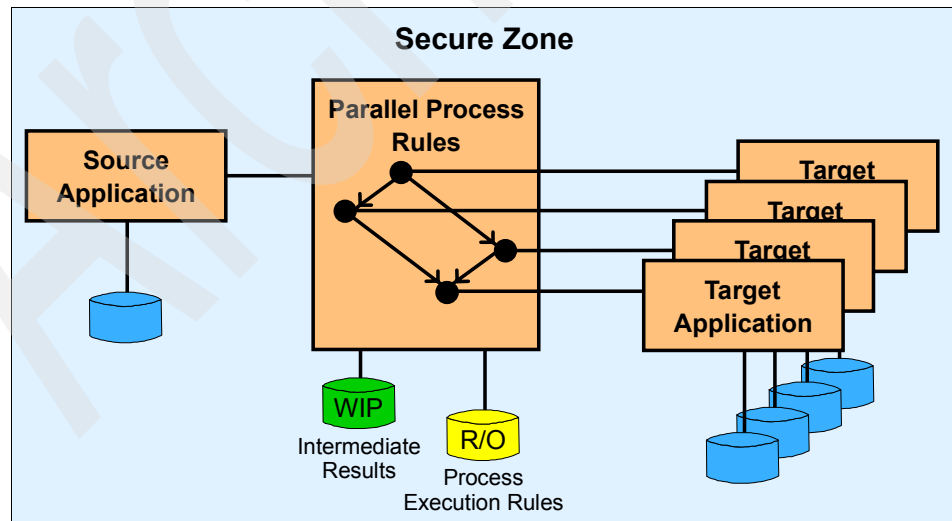 Secure Zone
Parallel Process
Rules
Source
Application
Target
Target
Target
Target
Application
WIP
Intermediate
Results
R/O
Process
Execution Rules